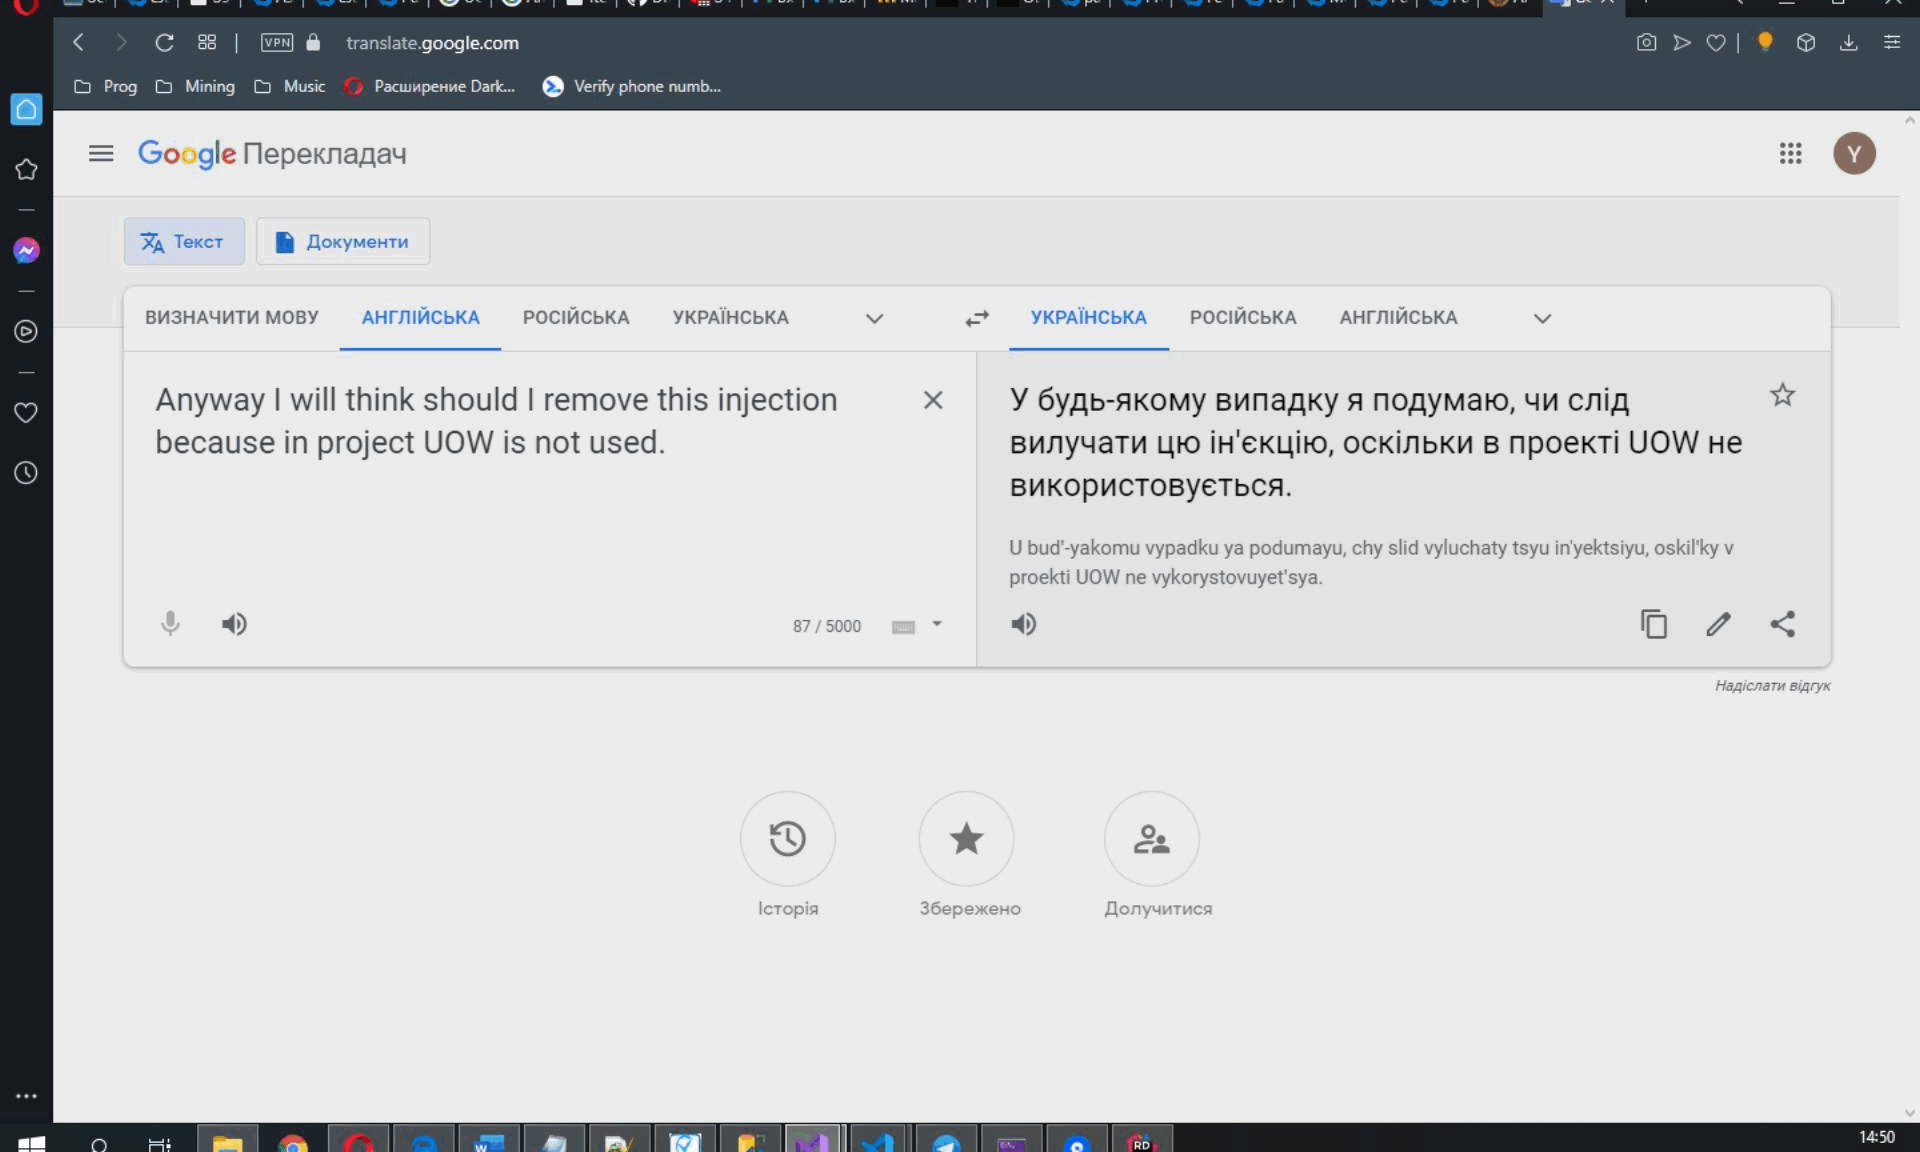 VPN
translate.google.com
Prog
Mining
Music
Расширение Dark...
Verify phone numb...
Google Перекладач
Y
Текст
Документи
ВИЗНАЧИТИ МОВУ
АНГЛІЙСЬКА
РОСІЙСЬКА
УКРАЇНСЬКА
УКРАЇНСЬКА
РОСІЙСЬКА
АНГЛІЙСЬКА
Anyway I will think should I remove this injection
because in project UOW is not used.
87 / 5000
У будь-якому випадку я подумаю, чи слід
вилучати цю ін'єкцію, оскільки в проекті UOW не
використовується.
U bud'-yakomu vypadku ya podumayu, chy slid vyluchaty tsyu in'yektsiyu, oskil'ky v
proekti UOW ne vykorystovuyet'sya.
Надіслати відгук
Історія
Збережено
Долучитися
RD
14:50